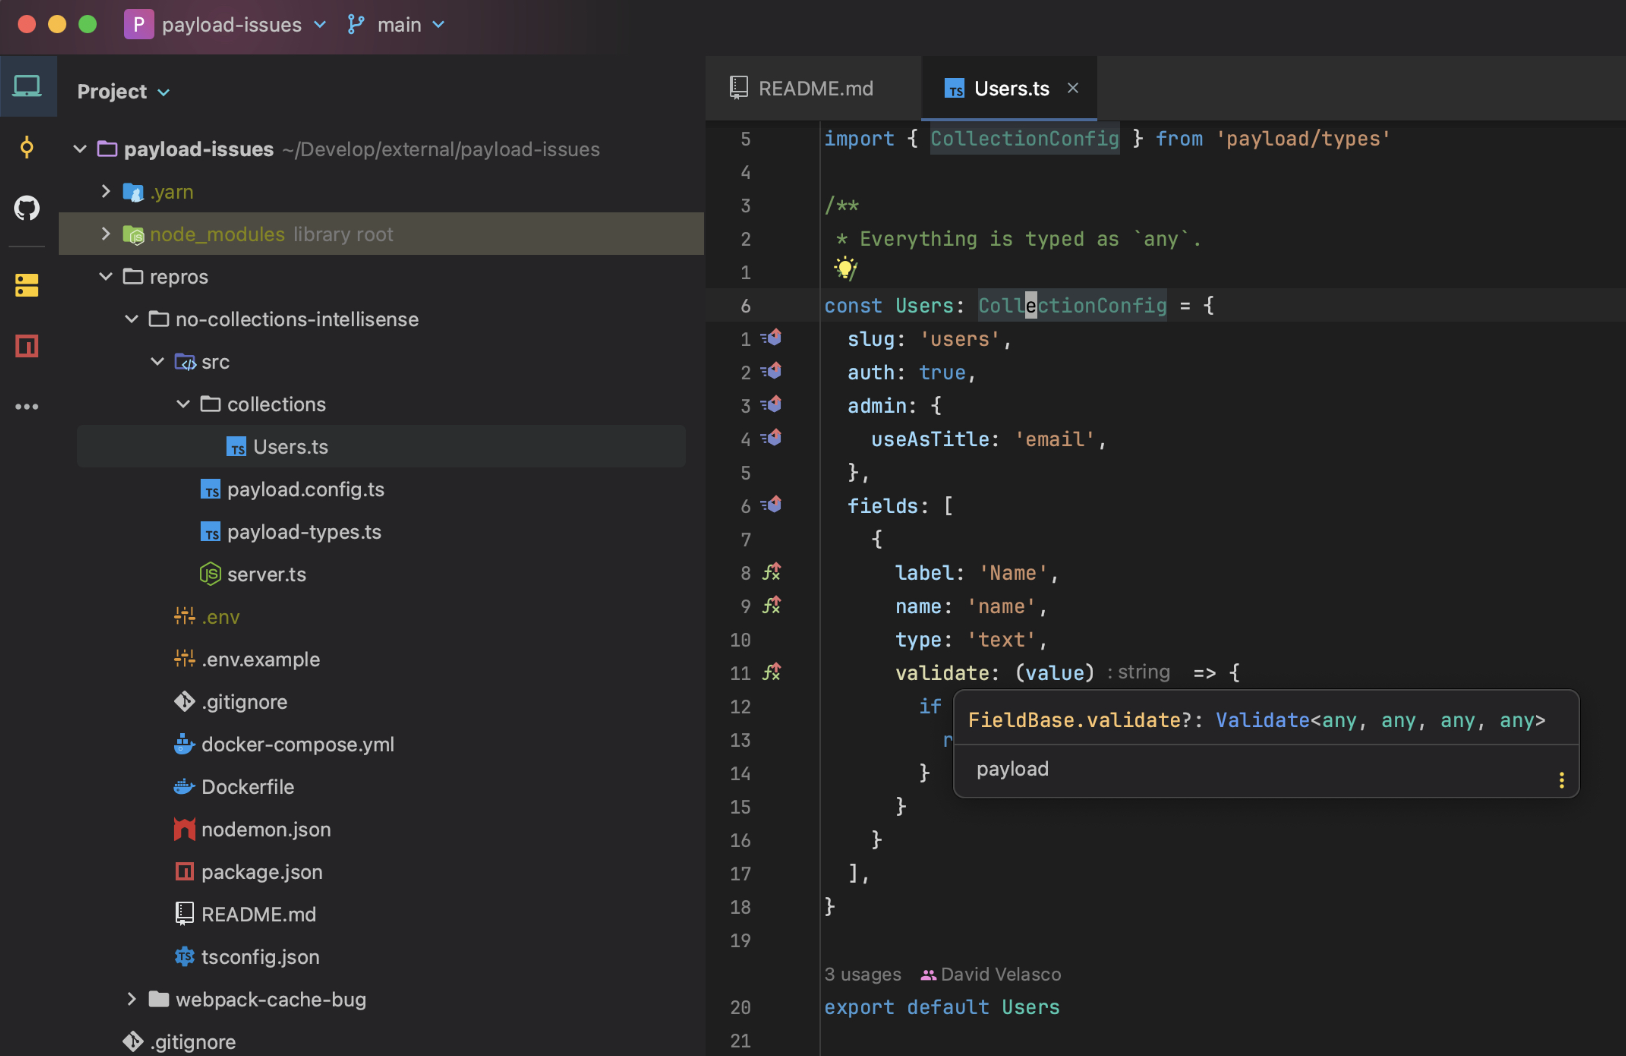 P payload-issues main
Project
payload-issues ~/Develop/external/payload-issues
.yarn
node_modules library root
repros
no-collections-intellisense
src
collections
Users.ts
payload.config.ts
payload-types.ts
server.ts
.env
.env.example
.gitignore
docker-compose.yml
Dockerfile
nodemon.json
package.json
README.md
tsconfig.json
webpack-cache-bug
.gitignore
README.md Users.ts
5 import { CollectionConfig } from 'payload/types'
4
3 /**
2 * Everything is typed as `any`.
1 */
6 const Users: CollectionConfig = {
1 slug: 'users',
2 auth: true,
3 admin: {
4 useAsTitle: 'email',
5 },
6 fields: [
7 {
8 label: 'Name',
9 name: 'name',
10 type: 'text',
11 validate: (value) : string => {
12 if
13 r
14 }
15 }
16 }
17 ],
18 }
19
FieldBase.validate?: Validate<any, any, any, any>
payload
3 usages David Velasco
20 export default Users
21